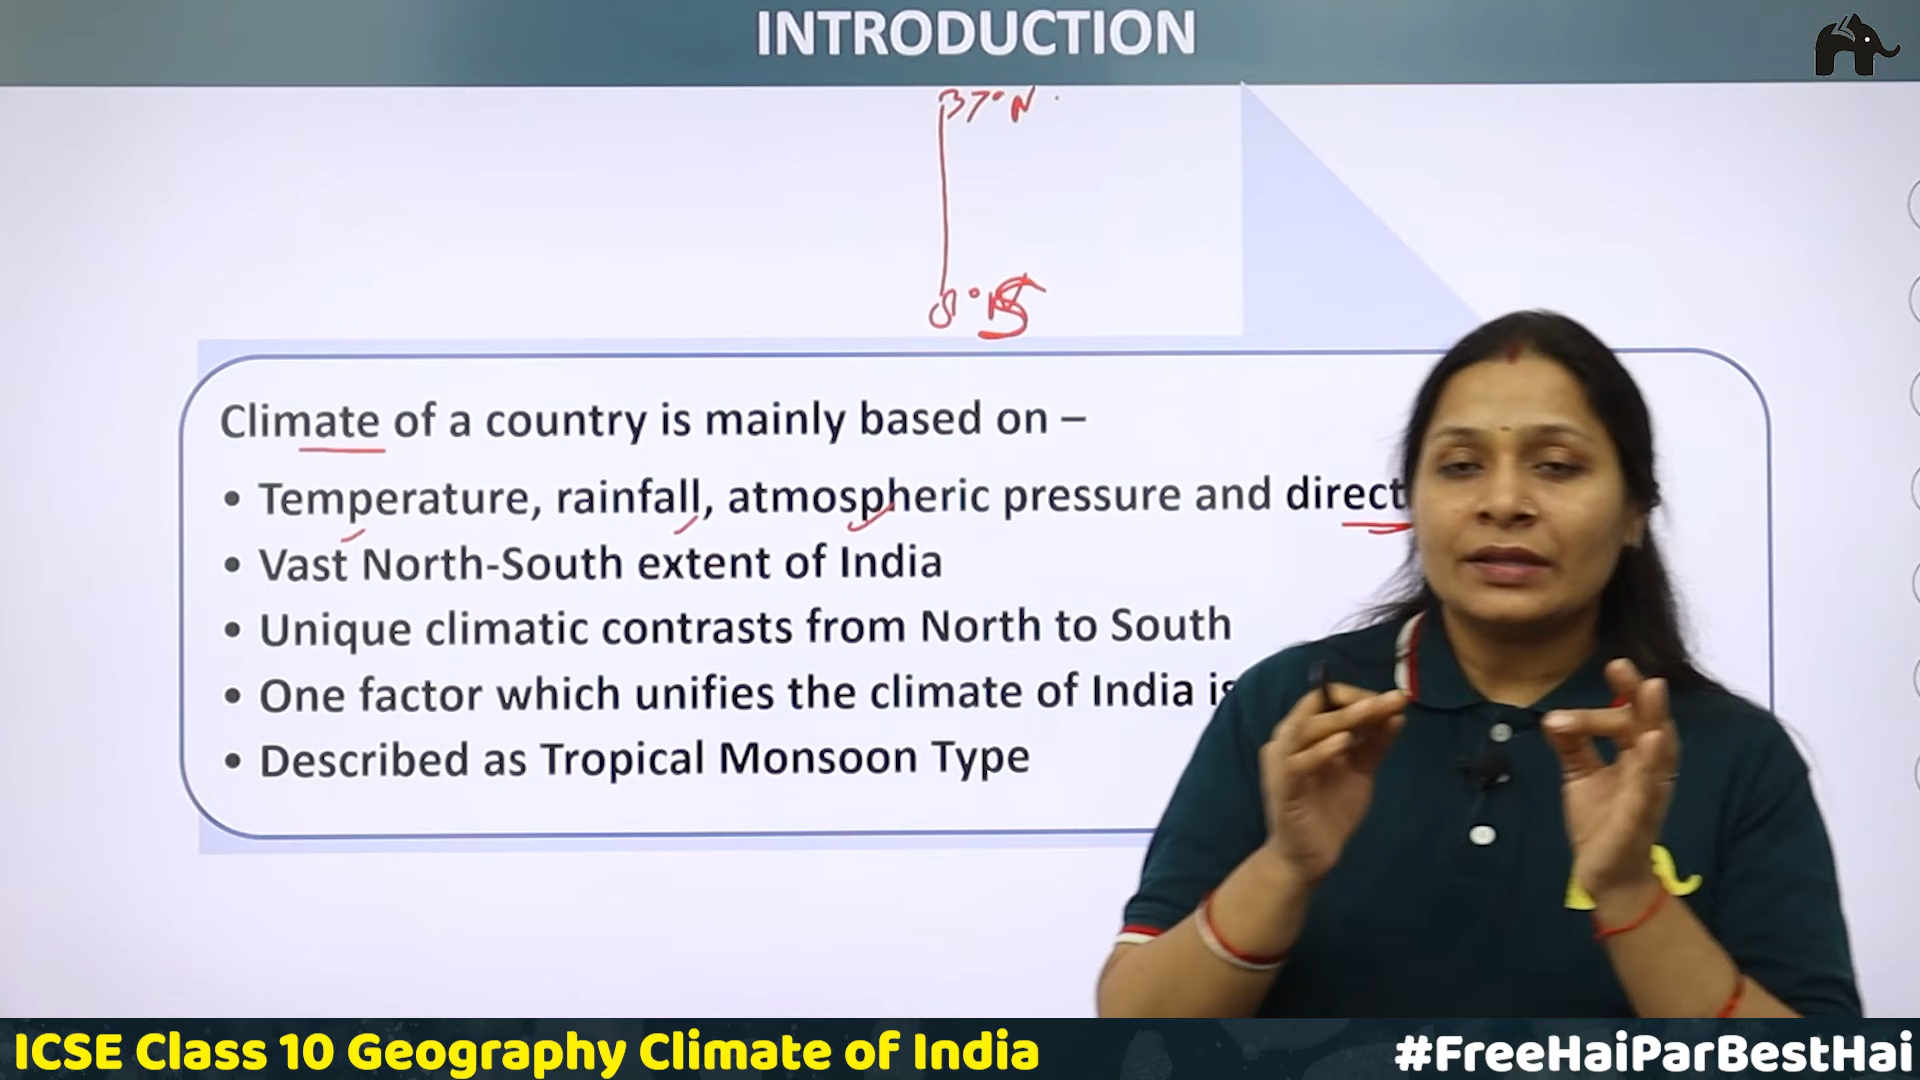 INTRODUCTION
37° N
8°
Climate of a country is mainly based on –
• Temperature, rainfall, atmospheric pressure and direct
• Vast North-South extent of India
• Unique climatic contrasts from North to South
• One factor which unifies the climate of India is
• Described as Tropical Monsoon Type
ICSE Class 10 Geography Climate of India
#FreeHaiParBestHai